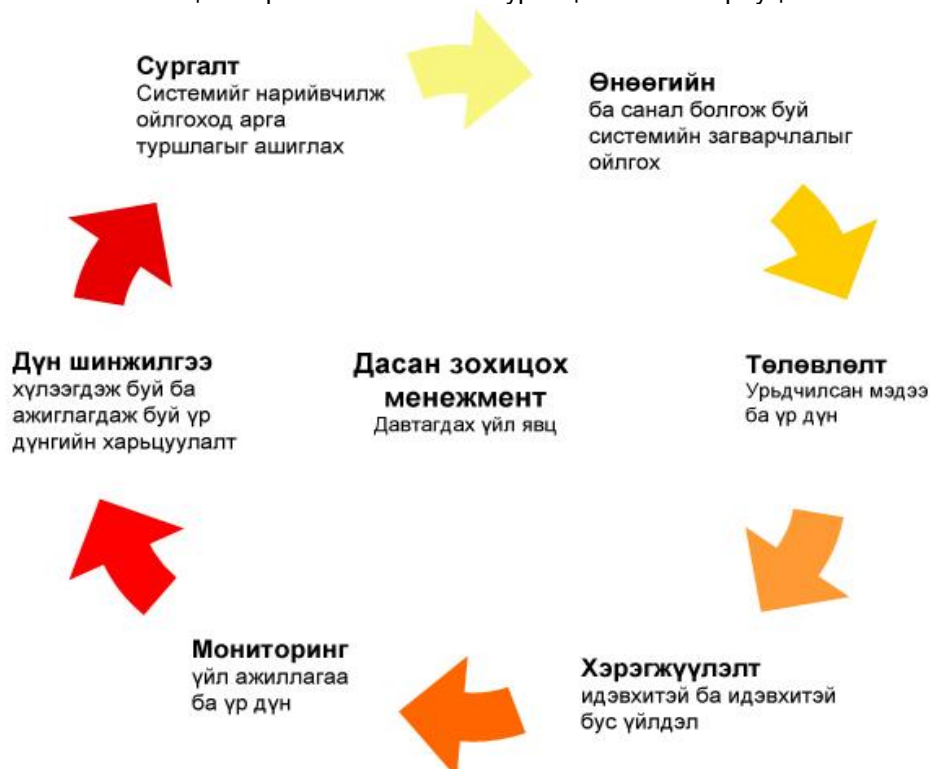 Сургалт
Системийг нарийвчилж
ойлгоход арга
туршлагыг ашиглах
Өнөөгийн
ба санал болгож буй
системийн загварчлалыг
ойлгох
Дүн шинжилгээ
хүлээгдэж буй ба
ажиглагдаж буй үр
дүнгийн харьцуулалт
Дасан зохицох
менежмент
Давтагдах үйл явц
Төлөвлөлт
Урьдчилсан мэдээ
ба үр дүн
Мониторинг
үйл ажиллагаа
ба үр дүн
Хэрэгжүүлэлт
идэвхитэй ба идэвхитэй
бус үйлдэл